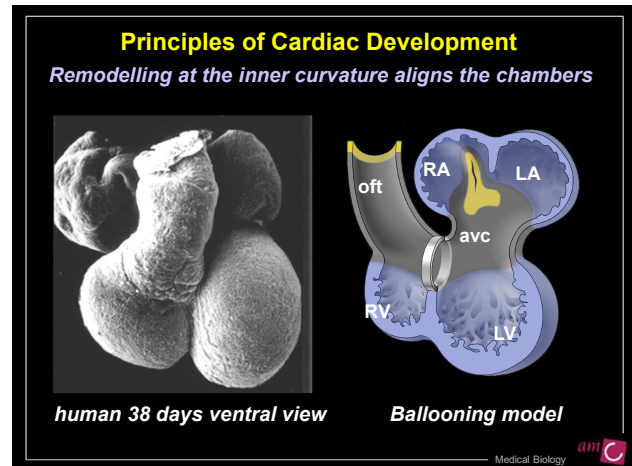 Principles of Cardiac Development
Remodelling at the inner curvature aligns the chambers
oft
RA
LA
avc
RV
LV
human 38 days ventral view
Ballooning model
Medical Biology
am